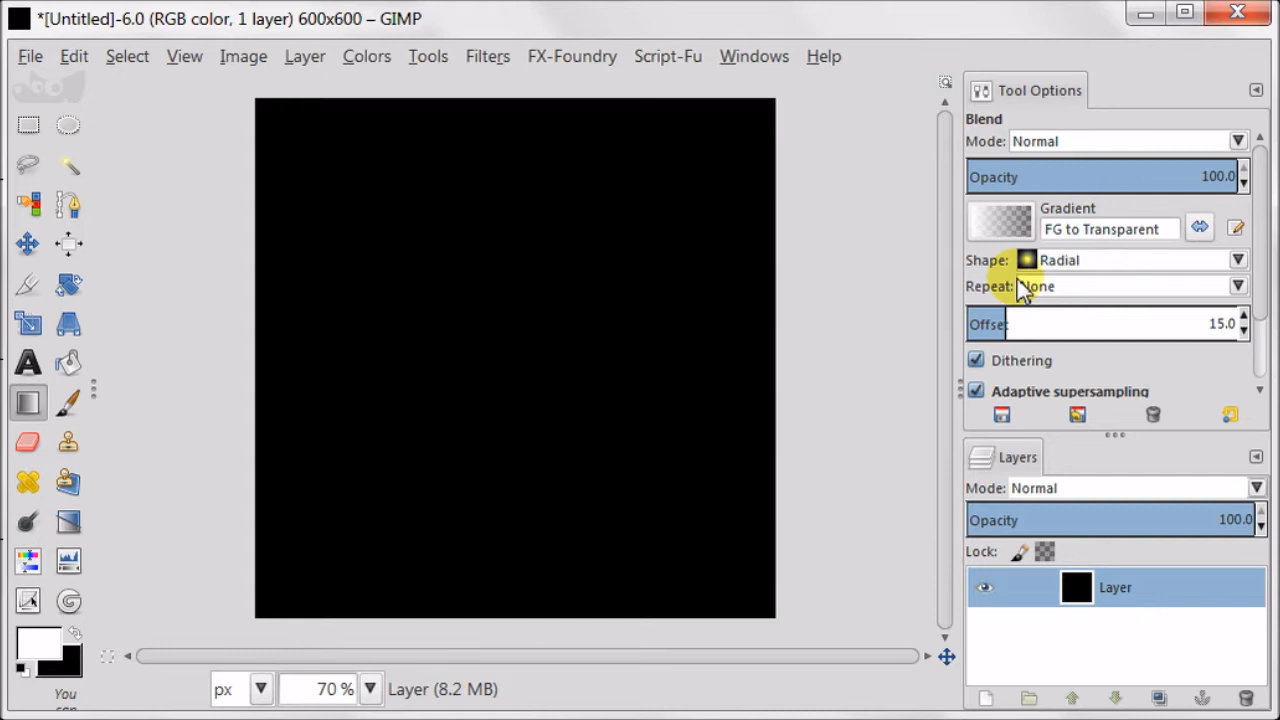 *[Untitled]-6.0 (RGB color, 1 layer) 600x600 – GIMP
File Edit Select View Image Layer Colors Tools Filters FX-Foundry Script-Fu Windows Help
Tool Options
Blend
Mode: Normal
Opacity 100.0
Gradient
FG to Transparent
Shape: Radial
Repeat: None
Offset 15.0
Dithering
Adaptive supersampling
Layers
Mode: Normal
Opacity 100.0
Lock:
Layer
You
can
px 70 % Layer (8.2 MB)